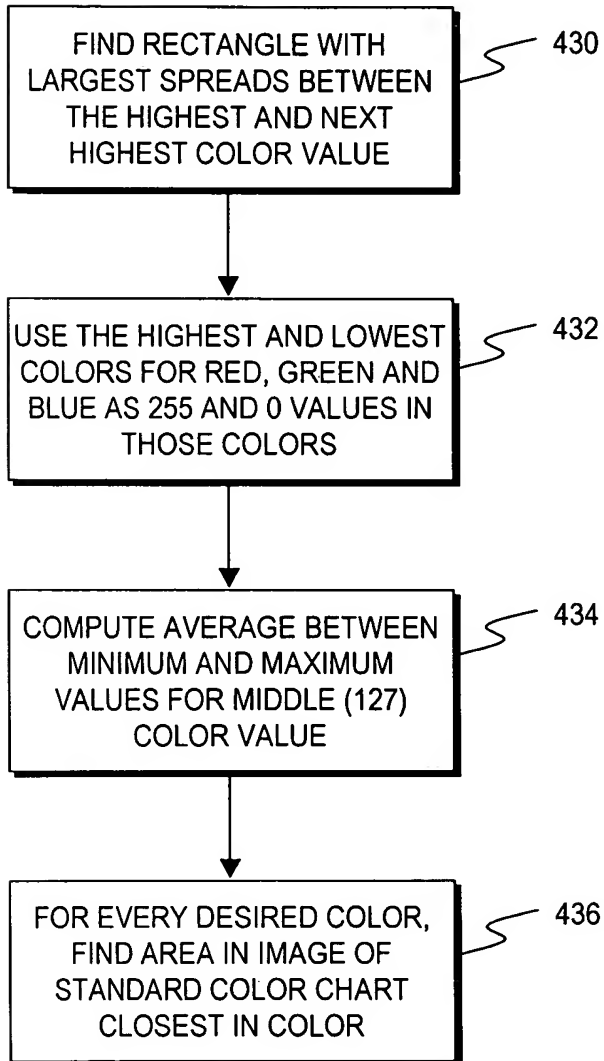 FIND RECTANGLE WITH
LARGEST SPREADS BETWEEN
THE HIGHEST AND NEXT
HIGHEST COLOR VALUE
430
USE THE HIGHEST AND LOWEST
COLORS FOR RED, GREEN AND
BLUE AS 255 AND 0 VALUES IN
THOSE COLORS
432
COMPUTE AVERAGE BETWEEN
MINIMUM AND MAXIMUM
VALUES FOR MIDDLE (127)
COLOR VALUE
434
FOR EVERY DESIRED COLOR,
FIND AREA IN IMAGE OF
STANDARD COLOR CHART
CLOSEST IN COLOR
436